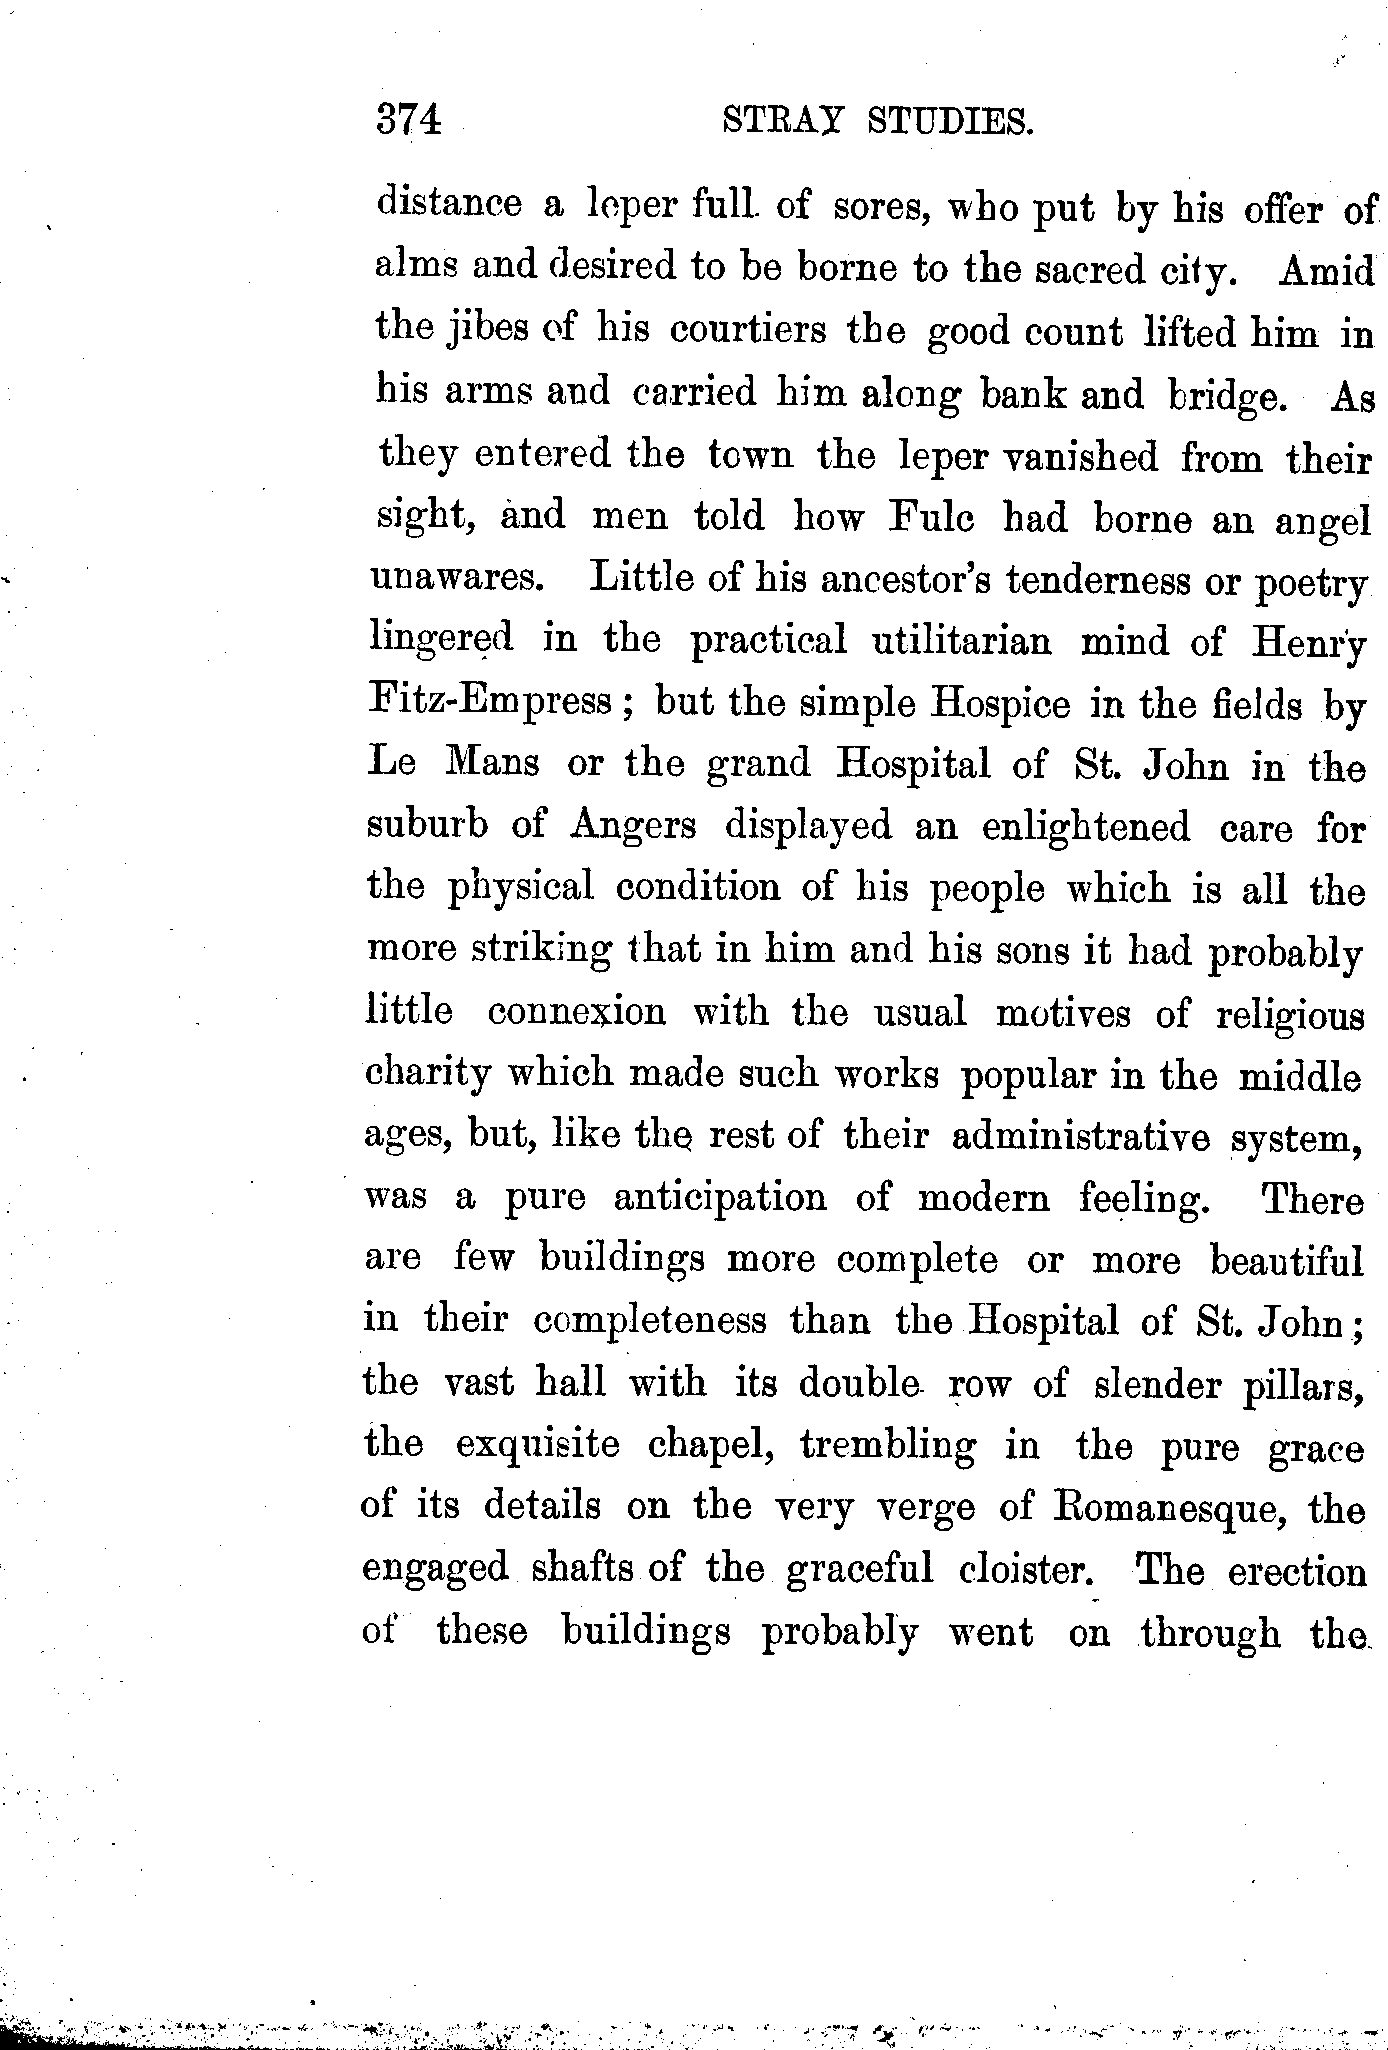 374 STRAY STUDIES.
distance a leper full of sores, who put by his offer of
alms and desired to be borne to the sacred city. Amid
the jibes of his courtiers the good count lifted him in
his arms and carried him along bank and bridge. As
they entered the town the leper vanished from their
sight, and men told how Fulc had borne an angel
unawares. Little of his ancestor's tenderness or poetry
lingered in the practical utilitarian mind of Henry
Fitz-Empress; but the simple Hospice in the fields by
Le Mans or the grand Hospital of St. John in the
suburb of Angers displayed an enlightened care for
the physical condition of his people which is all the
more striking that in him and his sons it had probably
little connexion with the usual motives of religious
charity which made such works popular in the middle
ages, but, like the rest of their administrative system,
was a pure anticipation of modern feeling. There
are few buildings more complete or more beautiful
in their completeness than the Hospital of St. John;
the vast hall with its double row of slender pillars,
the exquisite chapel, trembling in the pure grace
of its details on the very verge of Romanesque, the
engaged shafts of the graceful cloister. The erection
of these buildings probably went on through the